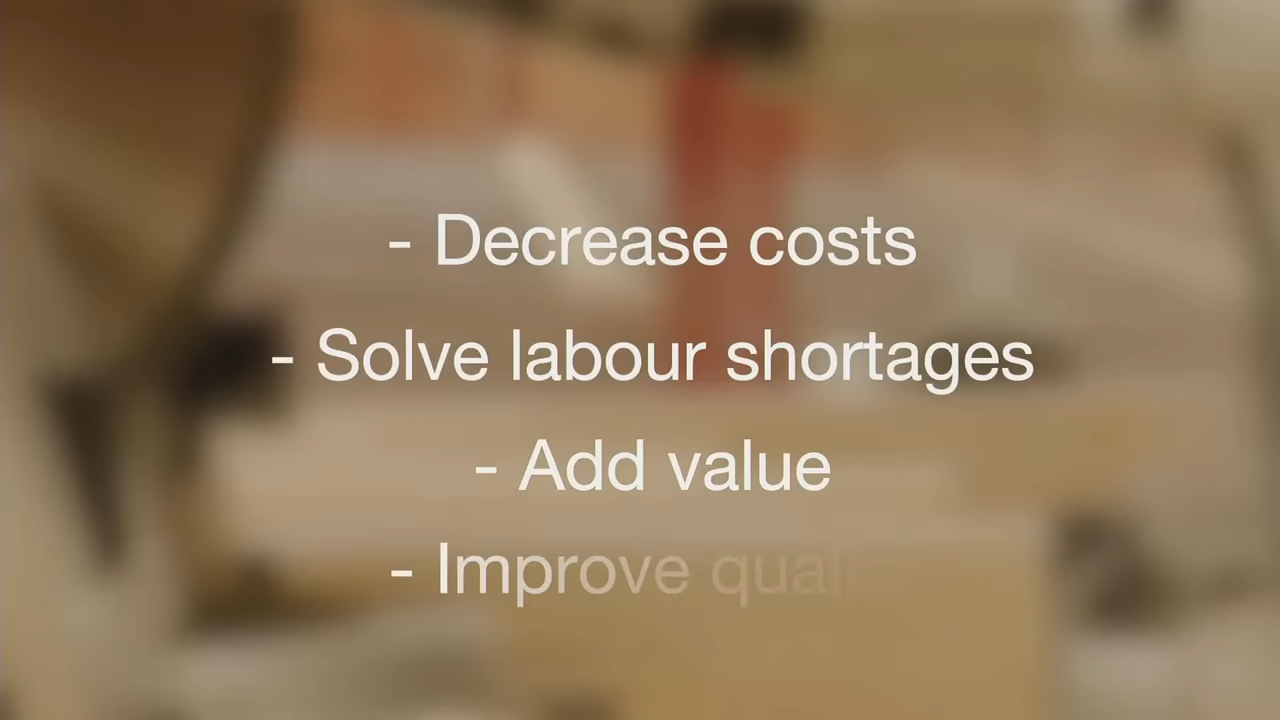 - Decrease costs
- Solve labour shortages
- Add value
- Improve